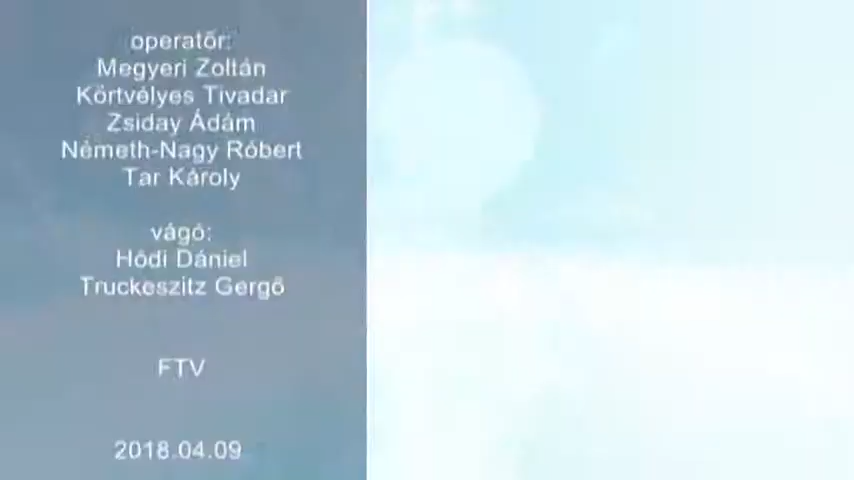 operatőr:
Megyeri Zoltán
Körtvélyes Tivadar
Zsiday Ádám
Németh-Nagy Róbert
Tar Károly
vágó:
Hódi Dániel
Truckeszitz Gergő
FTV
2018.04.09